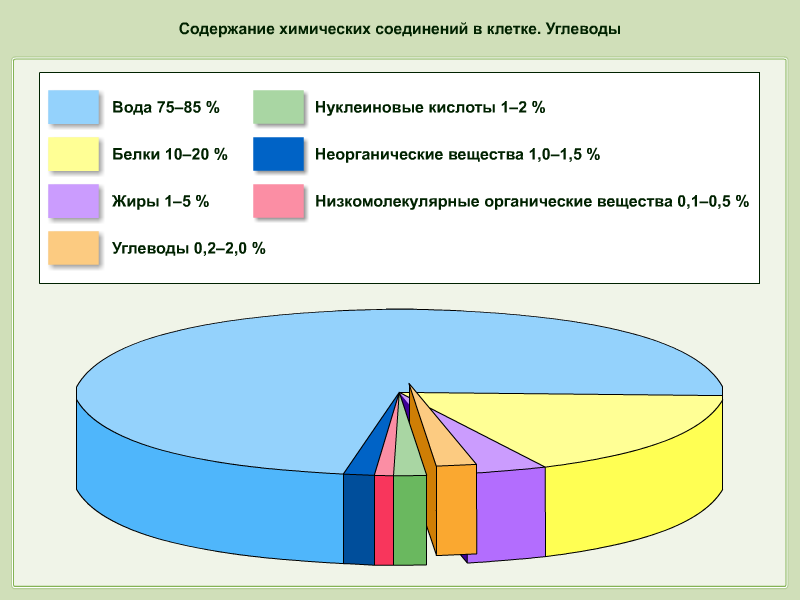 Содержание химических соединений в клетке. Углеводы
Вода 75–85 %
Белки 10–20 %
Жиры 1–5 %
Углеводы 0,2–2,0 %
Нуклеиновые кислоты 1–2 %
Неорганические вещества 1,0–1,5 %
Низкомолекулярные органические вещества 0,1–0,5 %